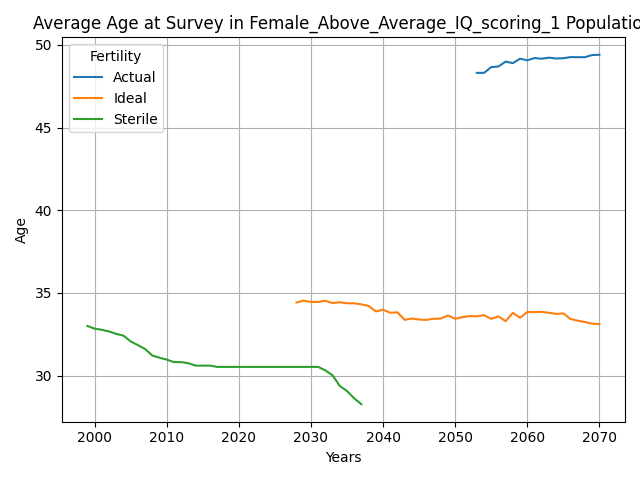 Average Age at Survey in Female_Above_Average_IQ_scoring_1 Populatio
Fertility
Actual
Ideal
Sterile
50
45
40
35
30
Age
2000 2010 2020 2030 2040 2050 2060 2070
Years